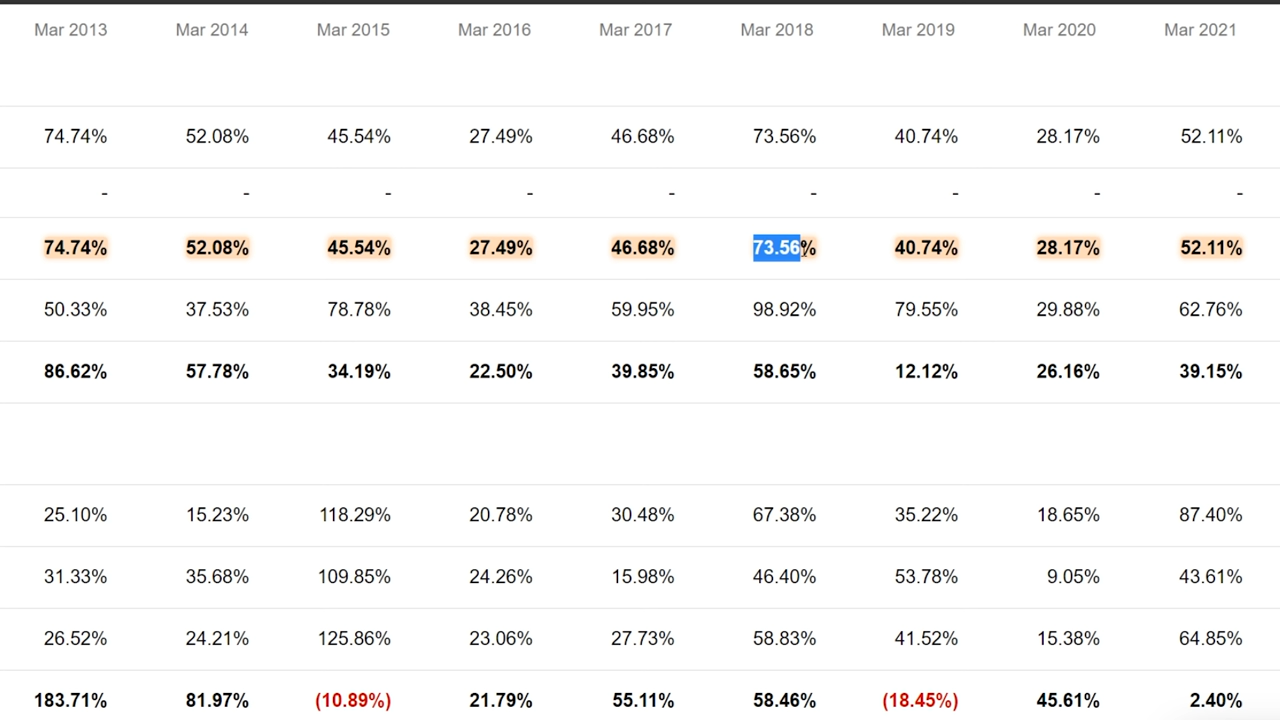 Mar 2013 Mar 2014 Mar 2015 Mar 2016 Mar 2017 Mar 2018 Mar 2019 Mar 2020 Mar 2021
74.74% 52.08% 45.54% 27.49% 46.68% 73.56% 40.74% 28.17% 52.11%
- - - - - - - - -
74.74% 52.08% 45.54% 27.49% 46.68% 73.56% 40.74% 28.17% 52.11%
50.33% 37.53% 78.78% 38.45% 59.95% 98.92% 79.55% 29.88% 62.76%
86.62% 57.78% 34.19% 22.50% 39.85% 58.65% 12.12% 26.16% 39.15%
25.10% 15.23% 118.29% 20.78% 30.48% 67.38% 35.22% 18.65% 87.40%
31.33% 35.68% 109.85% 24.26% 15.98% 46.40% 53.78% 9.05% 43.61%
26.52% 24.21% 125.86% 23.06% 27.73% 58.83% 41.52% 15.38% 64.85%
183.71% 81.97% (10.89%) 21.79% 55.11% 58.46% (18.45%) 45.61% 2.40%